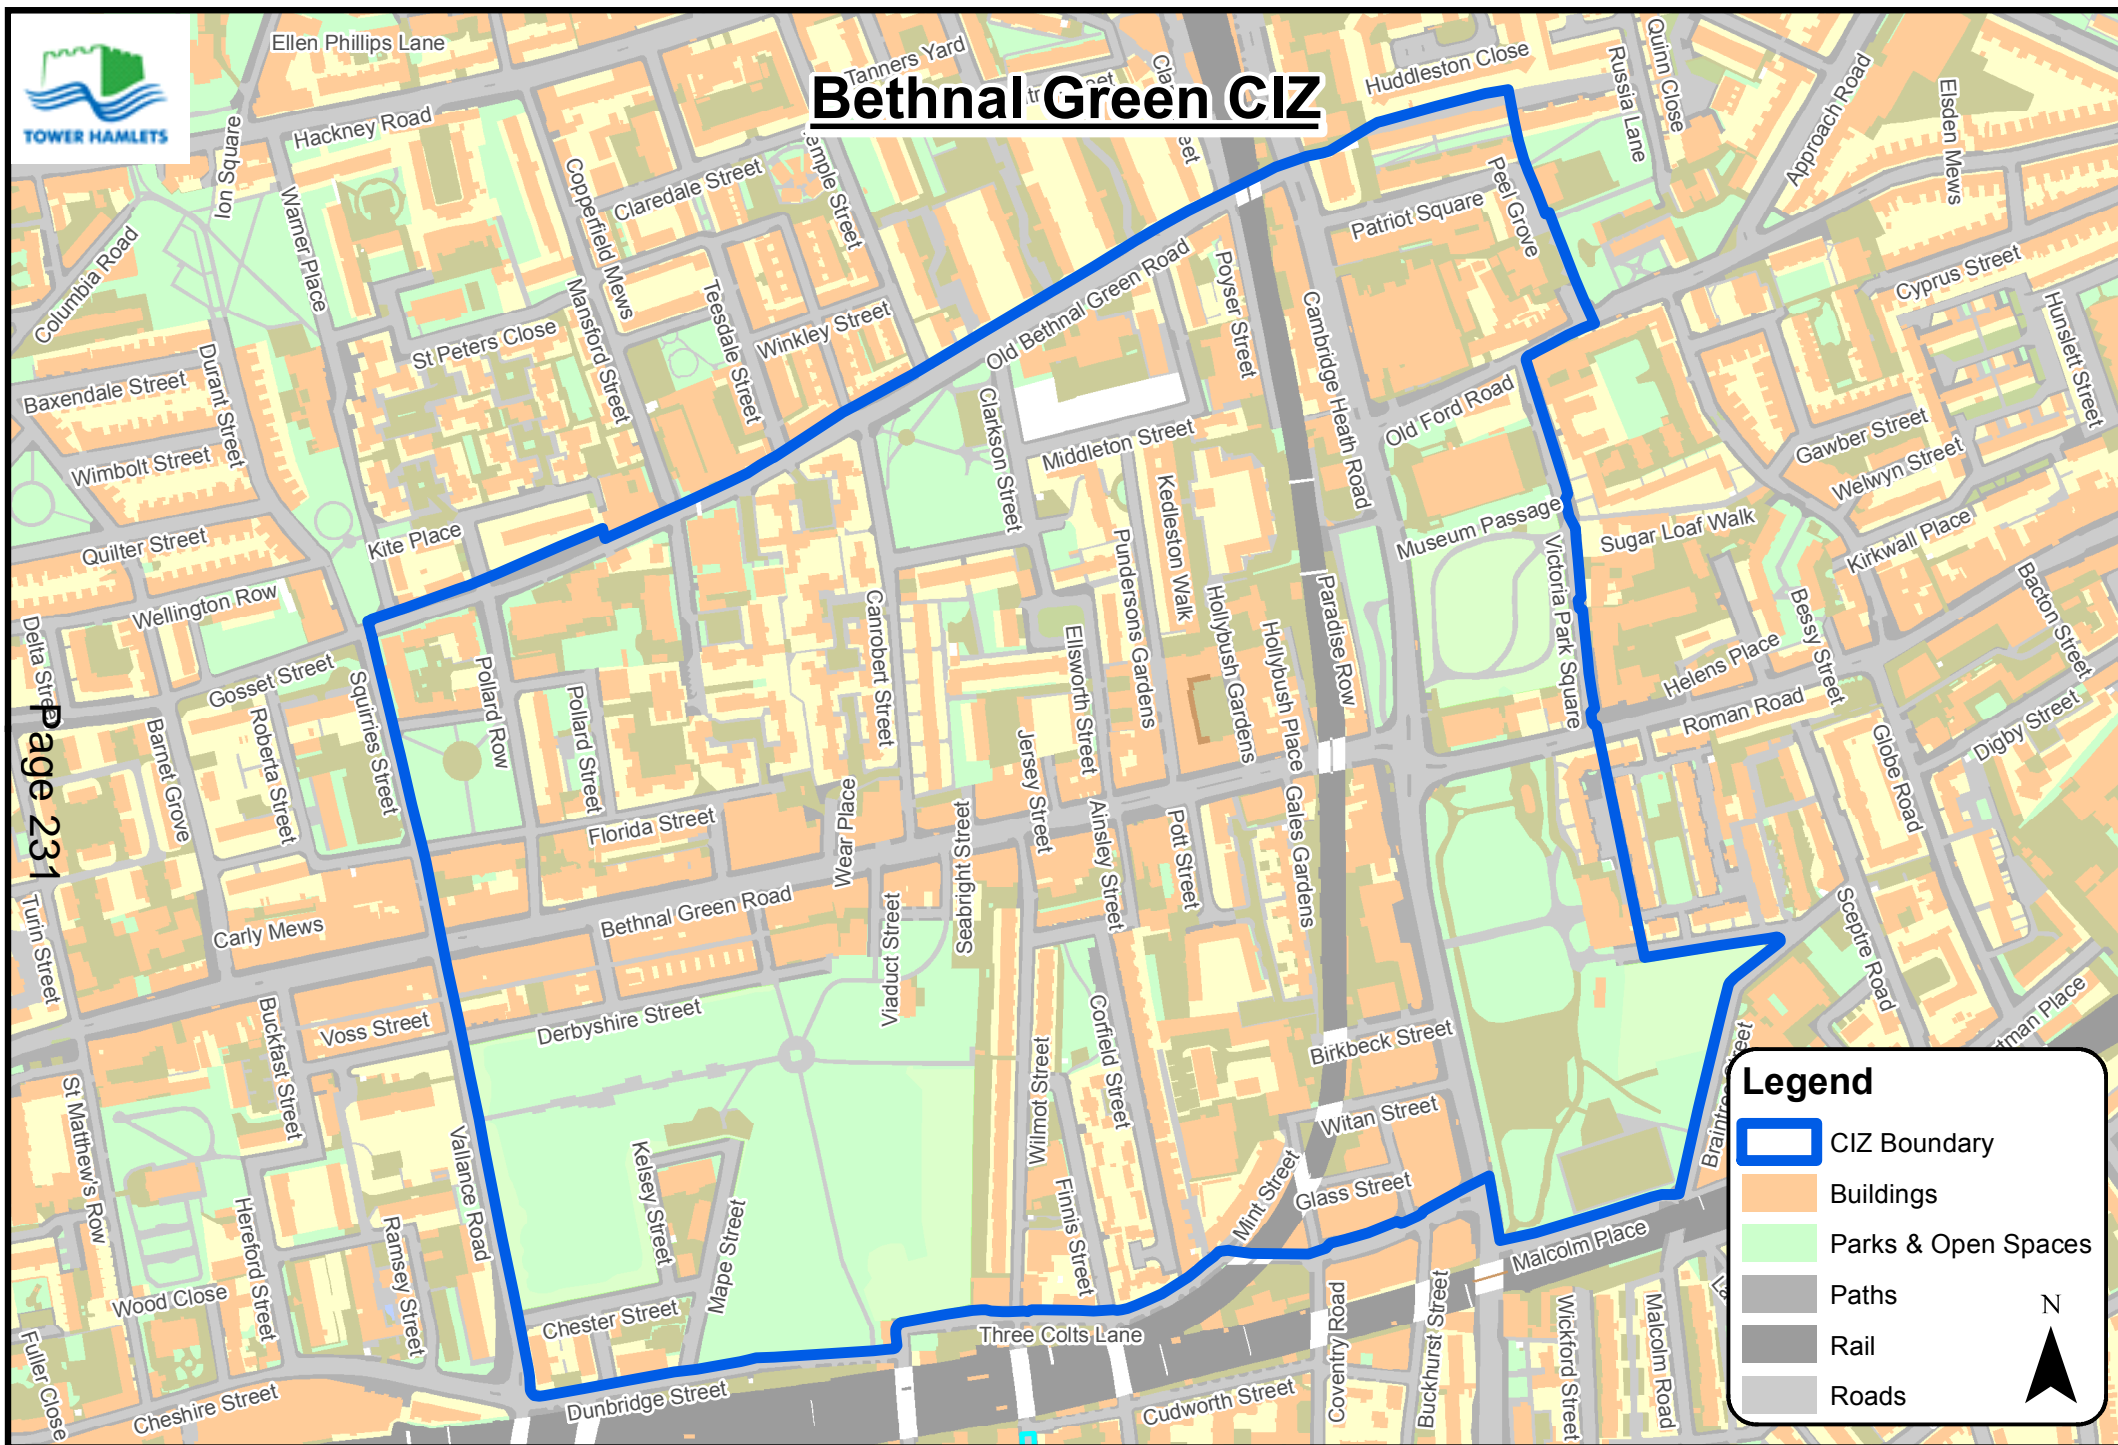 TOWER HAMLETS
Bethnal Green CIZ
Ellen Phillips Lane
Tanners Yard
Huddleston Close
Russia Lane
Quinn Close
Approach Road
Elsden Mews
Hackney Road
Ion Square
Warner Place
Copperfield Mews
Claredale Street
Patriot Square
Peel Grove
Columbia Road
Cyprus Street
Hunslett Street
St Peters Close
Mansford Street
Teesdale Street
Winkley Street
Old Bethnal Green Road
Poyser Street
Cambridge Heath Road
Baxendale Street
Durant Street
Wimbolt Street
Quilter Street
Kite Place
Clarkson Street
Middleton Street
Old Ford Road
Gawber Street
Welwyn Street
Kirkwall Place
Museum Passage
Sugar Loaf Walk
Wellington Row
Delta Street
Gosset Street
Squirries Street
Pollard Row
Pollard Street
Canrobert Street
Ellsworth Street
Pundersons Gardens
Kedleston Walk
Hollybush Gardens
Hollybush Place
Paradise Row
Victoria Park Square
Helens Place
Bessy Street
Bacton Street
Roman Road
Digby Street
Globe Road
Page 231
Barnet Grove
Roberta Street
Florida Street
Wear Place
Seabright Street
Jersey Street
Ainsley Street
Pott Street
Gales Gardens
Turin Street
Carly Mews
Bethnal Green Road
Viaduct Street
Sceptre Road
Buckfast Street
Voss Street
Derbyshire Street
Wilmot Street
Corfield Street
Birkbeck Street
Witan Street
St Matthew's Row
Hereford Street
Ramsey Street
Vallance Road
Kelsey Street
Mape Street
Finnis Street
Mint Street
Glass Street
Malcolm Place
Wood Close
Fuller Close
Cheshire Street
Chester Street
Dunbridge Street
Three Colts Lane
Cudworth Street
Coventry Road
Buckhurst Street
Wickford Street
Malcolm Road
Legend
CIZ Boundary
Buildings
Parks & Open Spaces
Paths
Rail
Roads
N